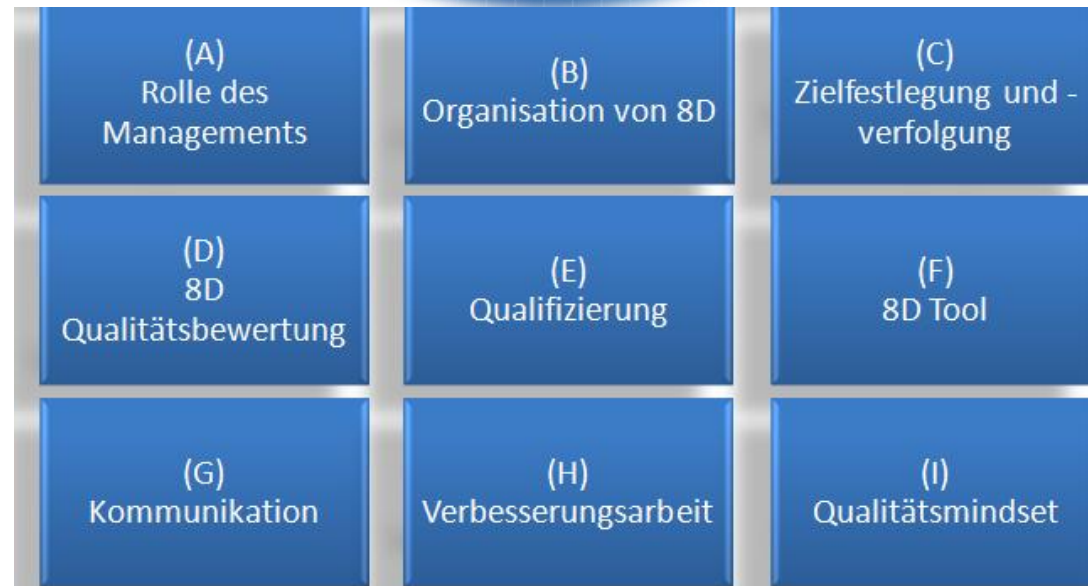 (A)
Rolle des
Managements
(B)
Organisation von 8D
(C)
Zielfestlegung und -
verfolgung
(D)
8D
Qualitätsbewertung
(E)
Qualifizierung
(F)
8D Tool
(G)
Kommunikation
(H)
Verbesserungsarbeit
(I)
Qualitätsmindset